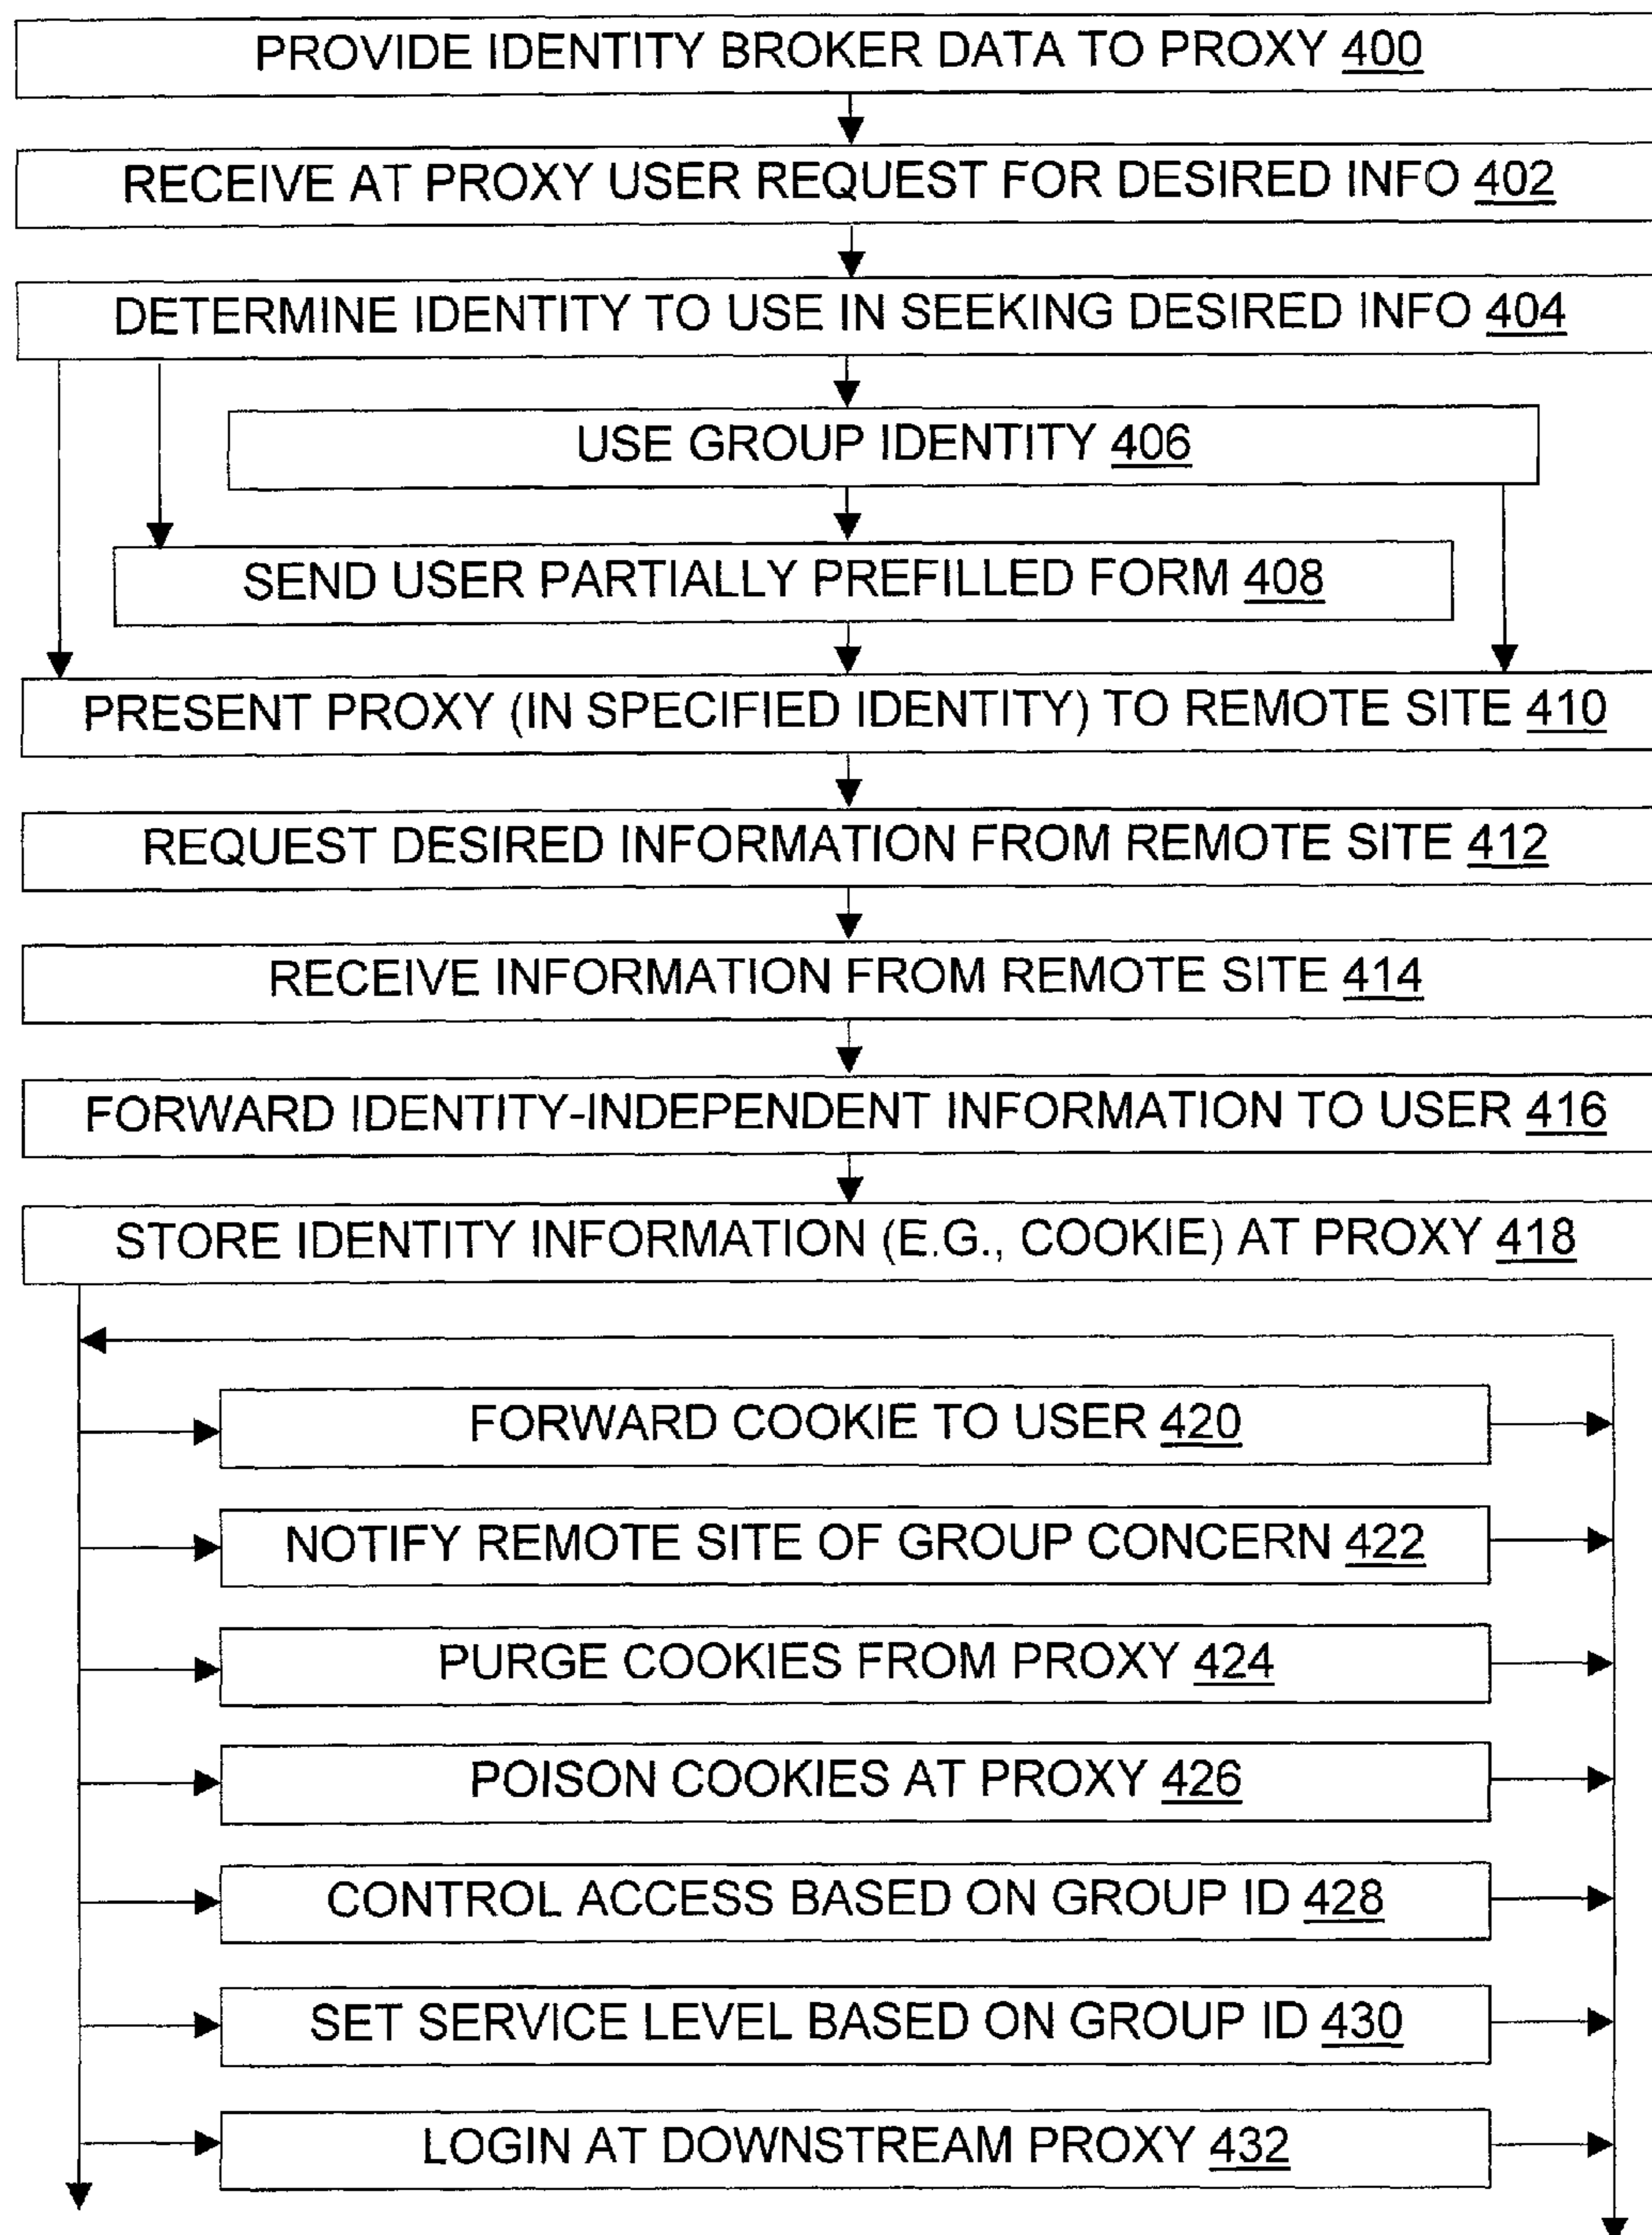 PROVIDE IDENTITY BROKER DATA TO PROXY 400
RECEIVE AT PROXY USER REQUEST FOR DESIRED INFO 402
DETERMINE IDENTITY TO USE IN SEEKING DESIRED INFO 404
USE GROUP IDENTITY 406
SEND USER PARTIALLY PREFILLED FORM 408
PRESENT PROXY (IN SPECIFIED IDENTITY) TO REMOTE SITE 410
REQUEST DESIRED INFORMATION FROM REMOTE SITE 412
RECEIVE INFORMATION FROM REMOTE SITE 414
FORWARD IDENTITY-INDEPENDENT INFORMATION TO USER 416
STORE IDENTITY INFORMATION (E.G., COOKIE) AT PROXY 418
FORWARD COOKIE TO USER 420
NOTIFY REMOTE SITE OF GROUP CONCERN 422
PURGE COOKIES FROM PROXY 424
POISON COOKIES AT PROXY 426
CONTROL ACCESS BASED ON GROUP ID 428
SET SERVICE LEVEL BASED ON GROUP ID 430
LOGIN AT DOWNSTREAM PROXY 432